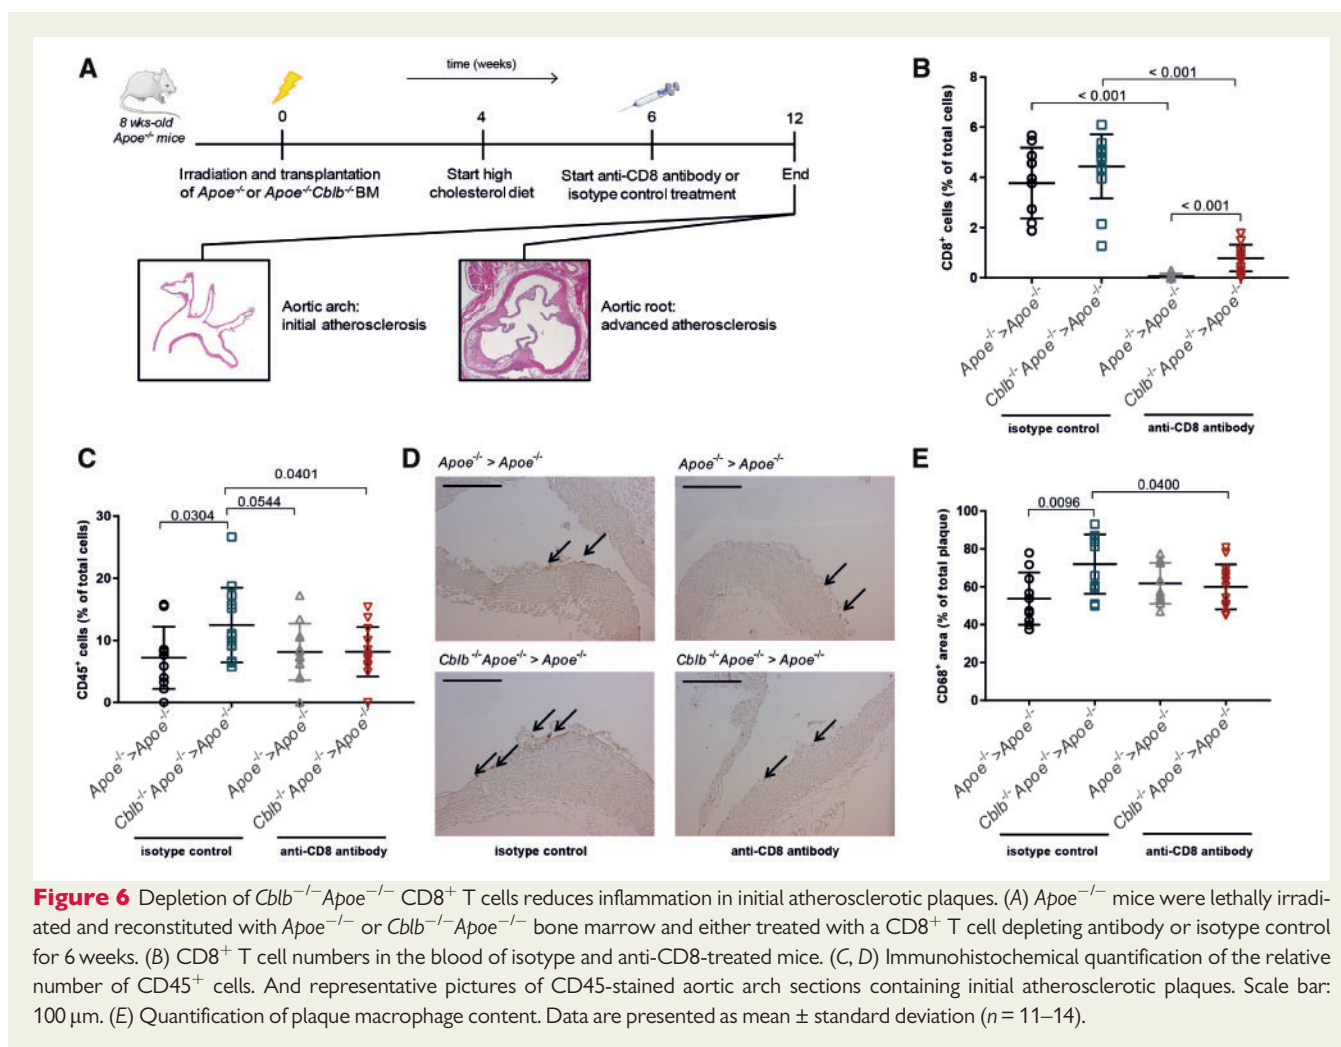 A
time (weeks)
8 wks-old
Apoe-/- mice
0
4
6
12
Irradiation and transplantation
of Apoe-/- or Apoe-/-Cblb-/- BM
Start high
cholesterol diet
Start anti-CD8 antibody or
isotype control treatment
End
Aortic arch:
initial atherosclerosis
Aortic root:
advanced atherosclerosis
B
CD8+ cells (% of total cells)
8
6
4
2
0
< 0.001
< 0.001
< 0.001
Apoe-/->Apoe-/-
Cblb-/-Apoe-/->Apoe-/-
Apoe-/->Apoe-/-
Cblb-/-Apoe-/->Apoe-/-
isotype control
anti-CD8 antibody
C
CD45+ cells (% of total cells)
30
20
10
0
0.0401
0.0544
0.0304
Apoe-/->Apoe-/-
Cblb-/-Apoe-/->Apoe-/-
Apoe-/->Apoe-/-
Cblb-/-Apoe-/->Apoe-/-
isotype control
anti-CD8 antibody
D
Apoe-/- > Apoe-/-
Apoe-/- > Apoe-/-
Cblb-/-Apoe-/- > Apoe-/-
Cblb-/-Apoe-/- > Apoe-/-
isotype control
anti-CD8 antibody
E
CD68+ area (% of total plaque)
100
80
60
40
20
0
0.0096
0.0400
Apoe-/->Apoe-/-
Cblb-/-Apoe-/->Apoe-/-
Apoe-/->Apoe-/-
Cblb-/-Apoe-/->Apoe-/-
isotype control
anti-CD8 antibody
Figure 6 Depletion of Cblb−/−Apoe−/− CD8+ T cells reduces inflammation in initial atherosclerotic plaques. (A) Apoe−/− mice were lethally irradi-
ated and reconstituted with Apoe−/− or Cblb−/−Apoe−/− bone marrow and either treated with a CD8+ T cell depleting antibody or isotype control
for 6 weeks. (B) CD8+ T cell numbers in the blood of isotype and anti-CD8-treated mice. (C, D) Immunohistochemical quantification of the relative
number of CD45+ cells. And representative pictures of CD45-stained aortic arch sections containing initial atherosclerotic plaques. Scale bar:
100 μm. (E) Quantification of plaque macrophage content. Data are presented as mean ± standard deviation (n = 11–14).